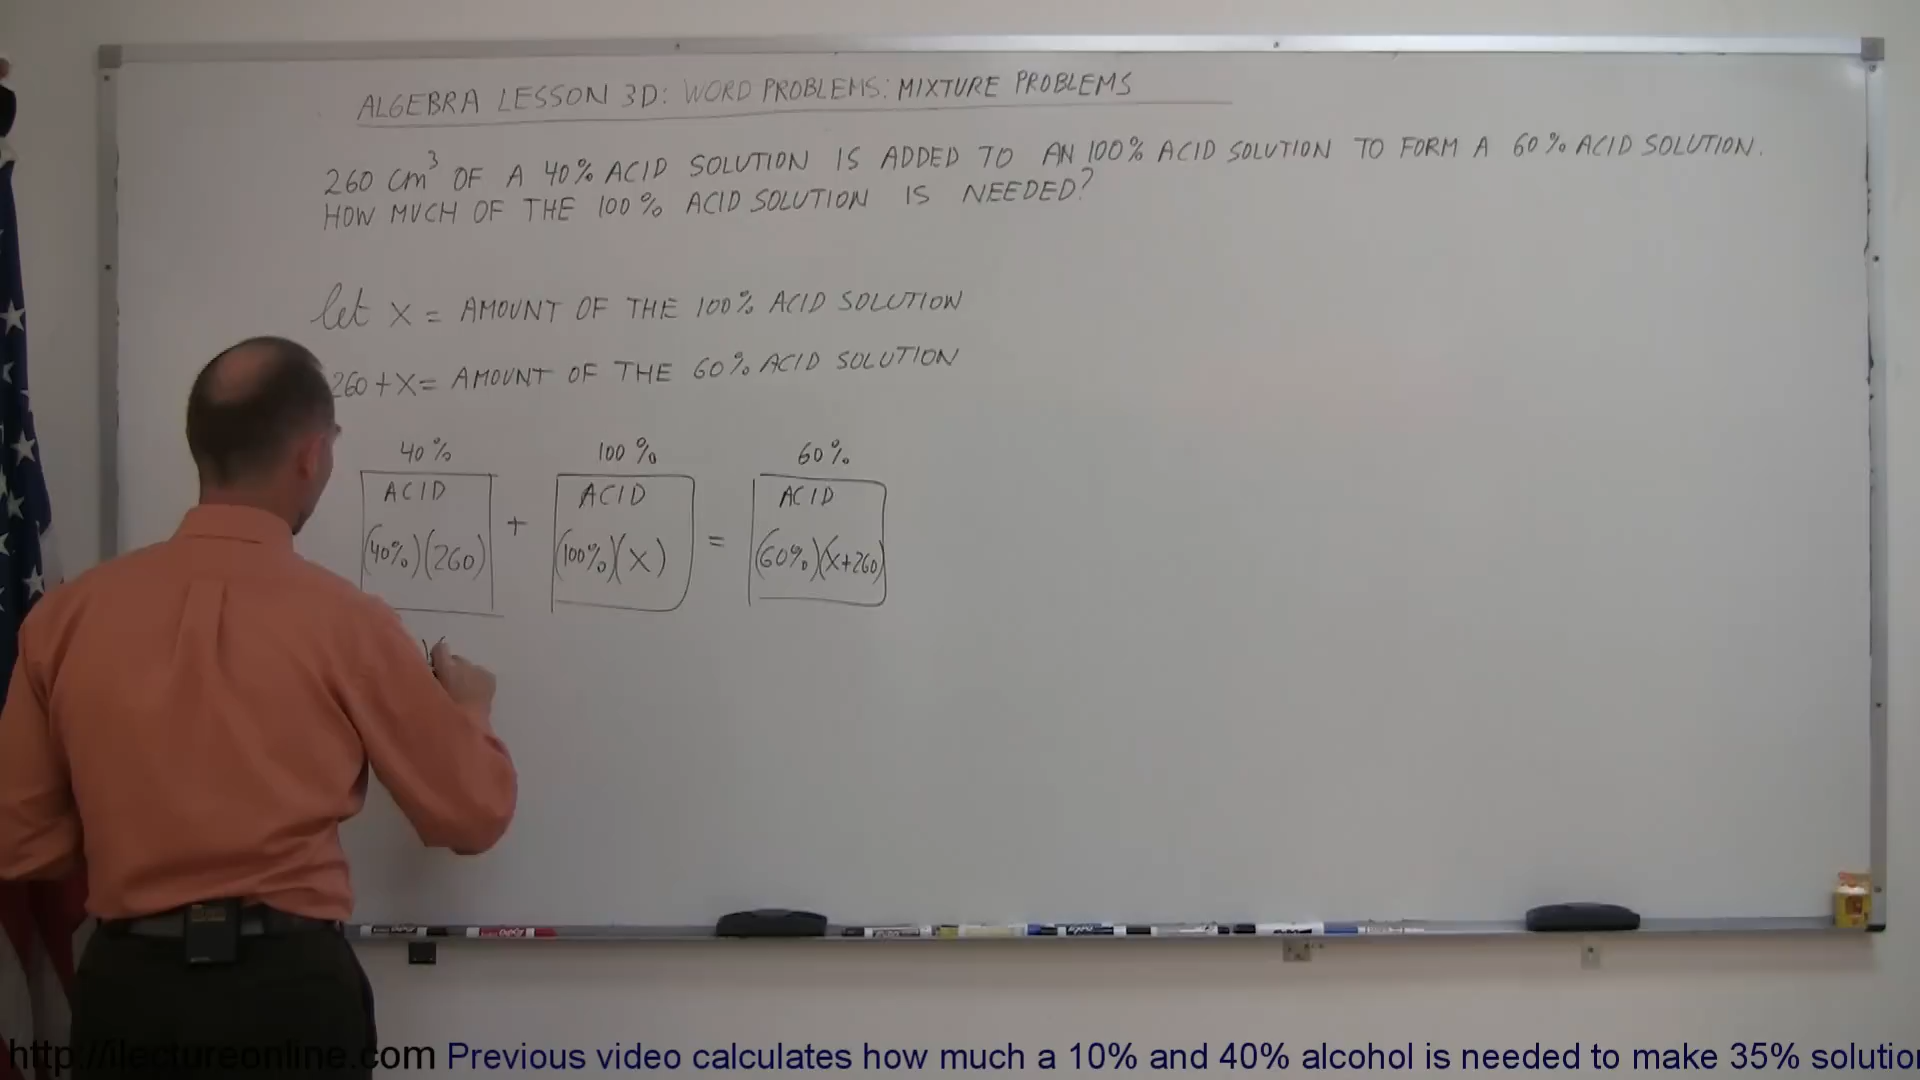 ALGEBRA LESSON 3D: WORD PROBLEMS: MIXTURE PROBLEMS
260 cm³ OF A 40% ACID SOLUTION IS ADDED TO AN 100% ACID SOLUTION TO FORM A 60% ACID SOLUTION.
HOW MUCH OF THE 100% ACID SOLUTION IS NEEDED?
let X = AMOUNT OF THE 100% ACID SOLUTION
260+X= AMOUNT OF THE 60% ACID SOLUTION
40% 100% 60%
ACID ACID ACID
(40%)(260) + (100%)(X) = (60%)(X+260)
http://ilectureonline.com Previous video calculates how much a 10% and 40% alcohol is needed to make 35% solutio